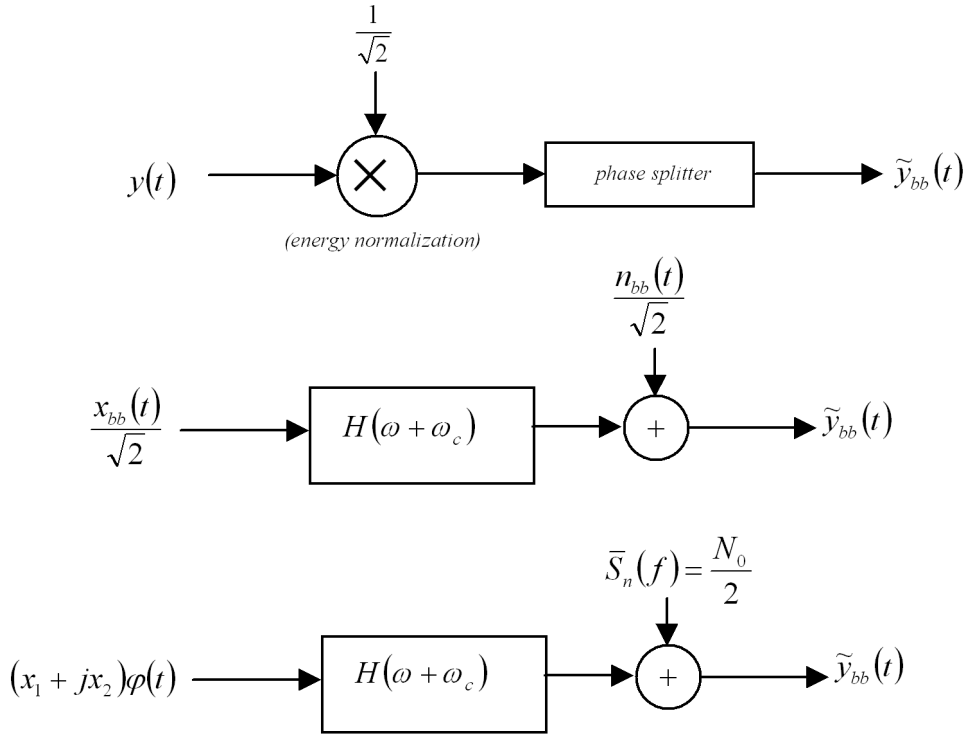 1/√2
y(t) × phase splitter ỹ_bb(t)
(energy normalization)
n_bb(t)/√2
x_bb(t)/√2 H(ω + ω_c) + ỹ_bb(t)
S̅_n(f) = N_0/2
(x_1 + jx_2)φ(t) H(ω + ω_c) + ỹ_bb(t)